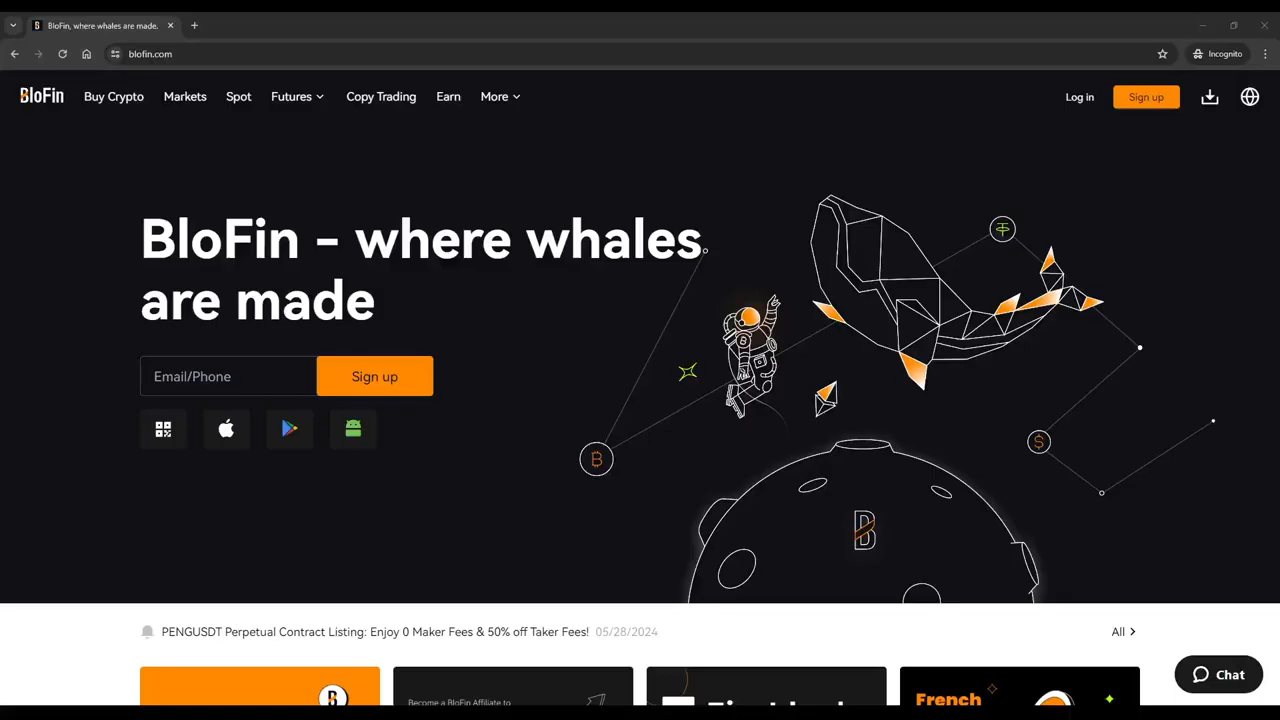 BloFin, where whales are made.
blofin.com
Incognito
BloFin
Buy Crypto
Markets
Spot
Futures
Copy Trading
Earn
More
Log in
Sign up
BloFin - where whales
are made
Email/Phone
Sign up
PENGUSDT Perpetual Contract Listing: Enjoy 0 Maker Fees & 50% off Taker Fees! 05/28/2024
All
Become a BloFin Affiliate to
French
Chat